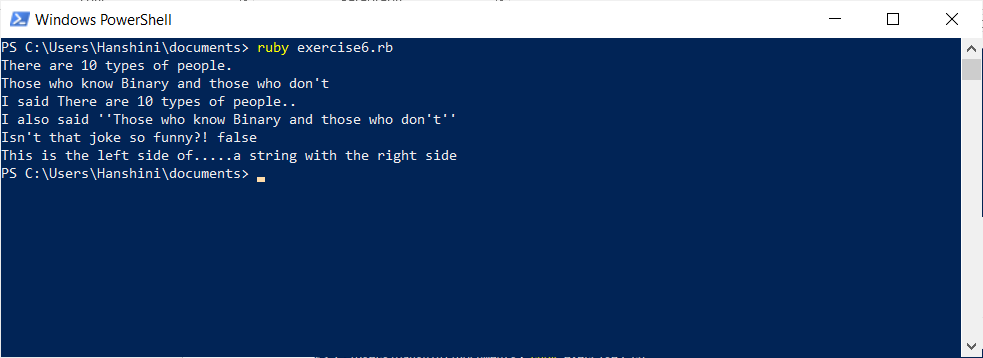 Windows PowerShell
PS C:\Users\Hanshini\documents> ruby exercise6.rb
There are 10 types of people.
Those who know Binary and those who don't
I said There are 10 types of people..
I also said ''Those who know Binary and those who don't''
Isn't that joke so funny?! false
This is the left side of.....a string with the right side
PS C:\Users\Hanshini\documents>